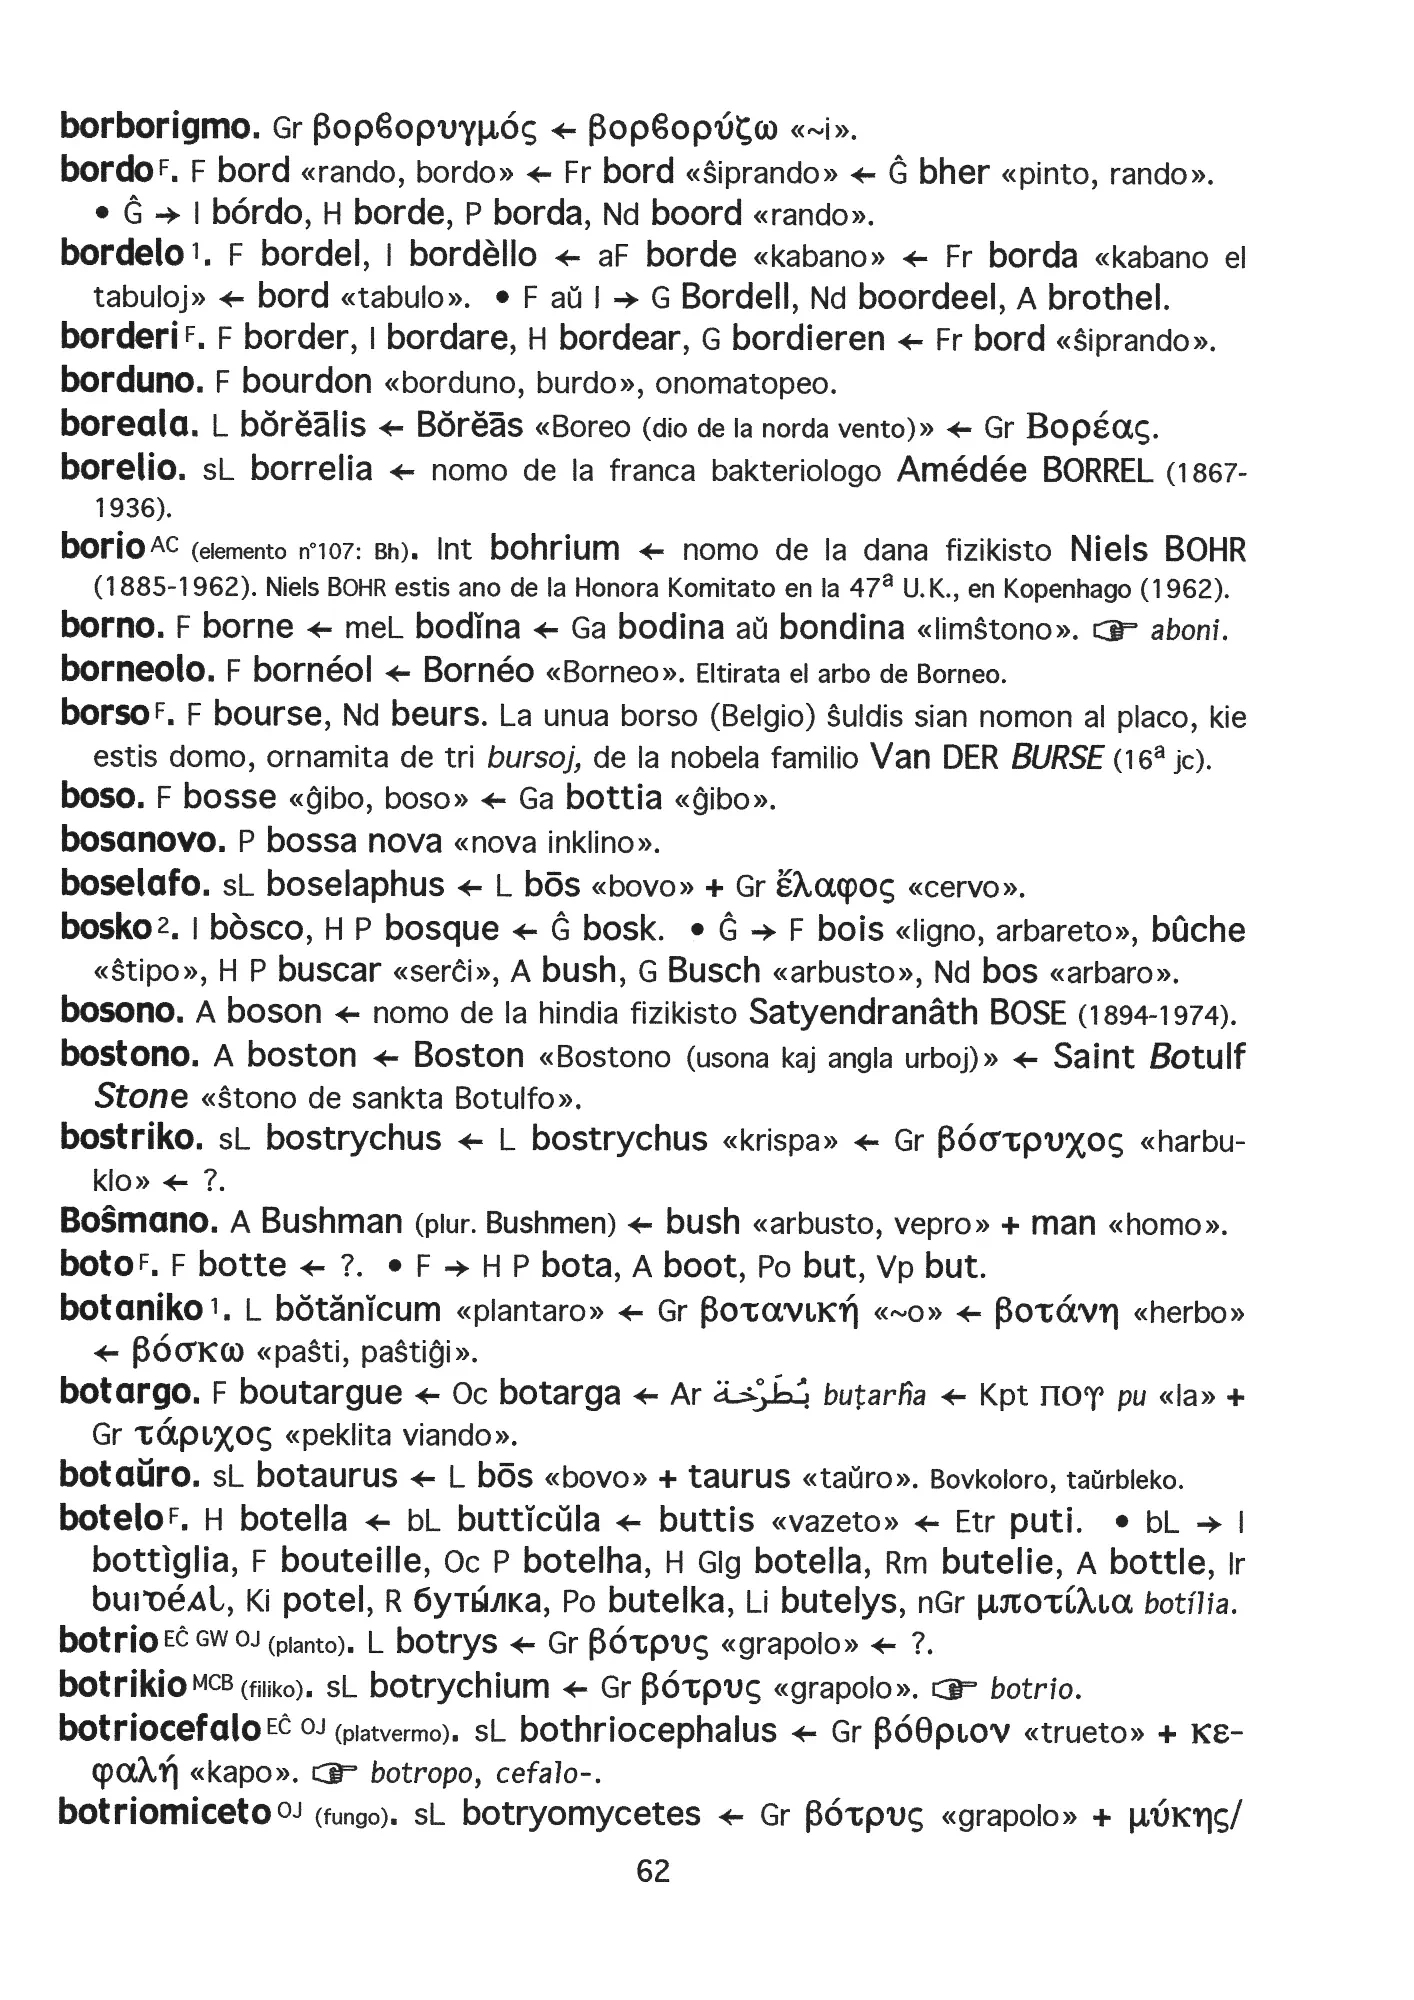 borborigmo. Gr βορϐορυγμός ← βορϐορύζω «~i».
bordo F. F bord «rando, bordo» ← Fr bord «ŝiprando» ← Ĝ bher «pinto, rando».
• Ĝ → I bórdo, H borde, P borda, Nd boord «rando».
bordelo 1. F bordel, I bordèllo ← aF borde «kabano» ← Fr borda «kabano el
tabuloj» ← bord «tabulo». • F aŭ I → G Bordell, Nd boordeel, A brothel.
borderi F. F border, I bordare, H bordear, G bordieren ← Fr bord «ŝiprando».
borduno. F bourdon «borduno, burdo», onomatopeo.
boreala. L bŏrĕālis ← Bŏrĕās «Boreo (dio de la norda vento)» ← Gr Βορέας.
borelio. sL borrelia ← nomo de la franca bakteriologo Amédée BORREL (1867-
1936).
borio AC (elemento n°107: Bh). Int bohrium ← nomo de la dana fizikisto Niels BOHR
(1885-1962). Niels BOHR estis ano de la Honora Komitato en la 47ª U.K., en Kopenhago (1962).
borno. F borne ← meL bodĭna ← Ga bodina aŭ bondina «limŝtono». ☞ aboni.
borneolo. F bornéol ← Bornéo «Borneo». Eltirata el arbo de Borneo.
borso F. F bourse, Nd beurs. La unua borso (Belgio) ŝuldis sian nomon al placo, kie
estis domo, ornamita de tri bursoj, de la nobela familio Van DER BURSE (16ª jc).
boso. F bosse «ĝibo, boso» ← Ga bottia «ĝibo».
bosanovo. P bossa nova «nova inklino».
boselafo. sL boselaphus ← L bōs «bovo» + Gr ἔλαφος «cervo».
bosko 2. I bòsco, H P bosque ← Ĝ bosk. • Ĝ → F bois «ligno, arbareto», bûche
«ŝtipo», H P buscar «serĉi», A bush, G Busch «arbusto», Nd bos «arbaro».
bosono. A boson ← nomo de la hindia fizikisto Satyendranâth BOSE (1894-1974).
bostono. A boston ← Boston «Bostono (usona kaj angla urboj)» ← Saint Botulf
Stone «ŝtono de sankta Botulfo».
bostriko. sL bostrychus ← L bostrychus «krispa» ← Gr βόστρυχος «harbu-
klo» ← ?.
Boŝmano. A Bushman (plur. Bushmen) ← bush «arbusto, vepro» + man «homo».
boto F. F botte ← ?. • F → H P bota, A boot, Po but, Vp but.
botaniko 1. L bŏtănĭcum «plantaro» ← Gr βοτανική «~o» ← βοτάνη «herbo»
← βόσκω «paŝti, paŝtiĝi».
botargo. F boutargue ← Oc botarga ← Ar بُطَرْخَة buṭarĥa ← Kpt ⲡⲟⲩ pu «la» +
Gr τάριχος «peklita viando».
botaŭro. sL botaurus ← L bōs «bovo» + taurus «taŭro». Bovkoloro, taŭrbleko.
botelo F. H botella ← bL buttĭcŭla ← buttis «vazeto» ← Etr puti. • bL → I
bottìglia, F bouteille, Oc P botelha, H Glg botella, Rm butelie, A bottle, Ir
buidéal, Ki potel, R буты́лка, Po butelka, Li butelys, nGr μποτίλια botília.
botrio EĈ GW OJ (planto). L botrys ← Gr βότρυς «grapolo» ← ?.
botrikio MCB (filiko). sL botrychium ← Gr βότρυς «grapolo». ☞ botrio.
botriocefalo EĈ OJ (platvermo). sL bothriocephalus ← Gr βόθριον «trueto» + κε-
φαλή «kapo». ☞ botropo, cefalo-.
botriomiceto OJ (fungo). sL botryomycetes ← Gr βότρυς «grapolo» + μύκης/
62